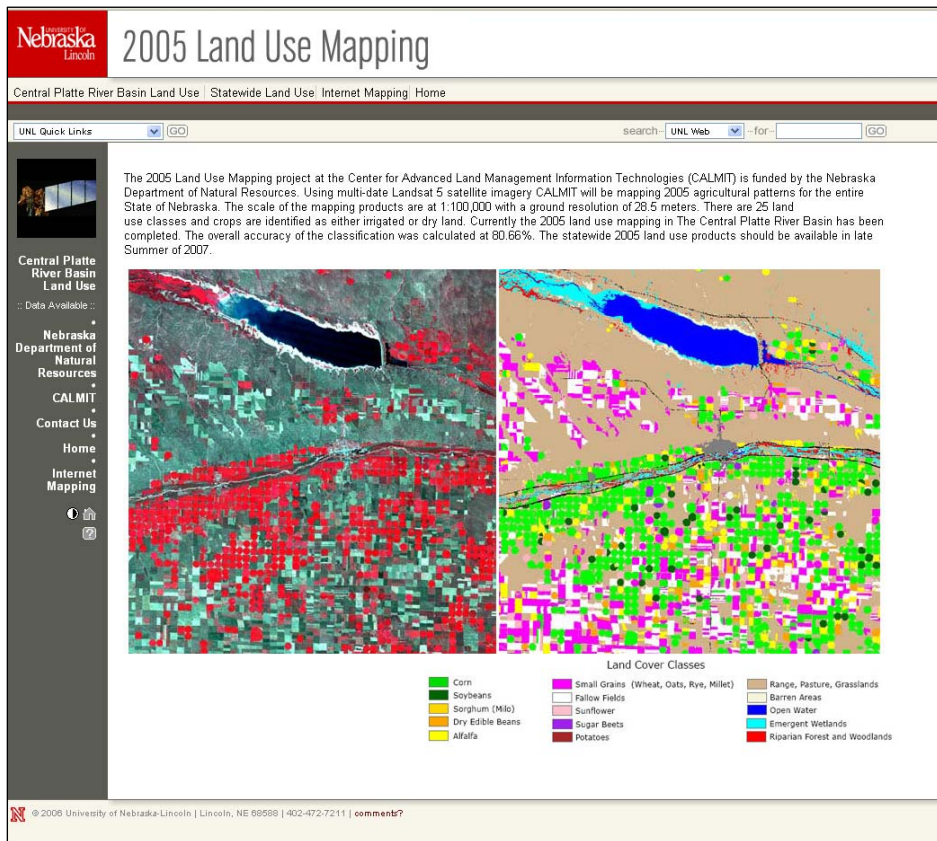 UNIVERSITY OF
Nebraska
Lincoln
2005 Land Use Mapping
Central Platte River Basin Land Use | Statewide Land Use | Internet Mapping | Home
UNL Quick Links GO search-- UNL Web --for-- GO
The 2005 Land Use Mapping project at the Center for Advanced Land Management Information Technologies (CALMIT) is funded by the Nebraska
Department of Natural Resources. Using multi-date Landsat 5 satellite imagery CALMIT will be mapping 2005 agricultural patterns for the entire
State of Nebraska. The scale of the mapping products are at 1:100,000 with a ground resolution of 28.5 meters. There are 25 land
use classes and crops are identified as either irrigated or dry land. Currently the 2005 land use mapping in The Central Platte River Basin has been
completed. The overall accuracy of the classification was calculated at 80.66%. The statewide 2005 land use products should be available in late
Summer of 2007.
Central Platte
River Basin
Land Use
:: Data Available ::
Nebraska
Department of
Natural
Resources
CALMIT
Contact Us
Home
Internet
Mapping
?
Land Cover Classes
Corn
Soybeans
Sorghum (Milo)
Dry Edible Beans
Alfalfa
Small Grains (Wheat, Oats, Rye, Millet)
Fallow Fields
Sunflower
Sugar Beets
Potatoes
Range, Pasture, Grasslands
Barren Areas
Open Water
Emergent Wetlands
Riparian Forest and Woodlands
N © 2006 University of Nebraska-Lincoln | Lincoln, NE 68588 | 402-472-7211 | comments?